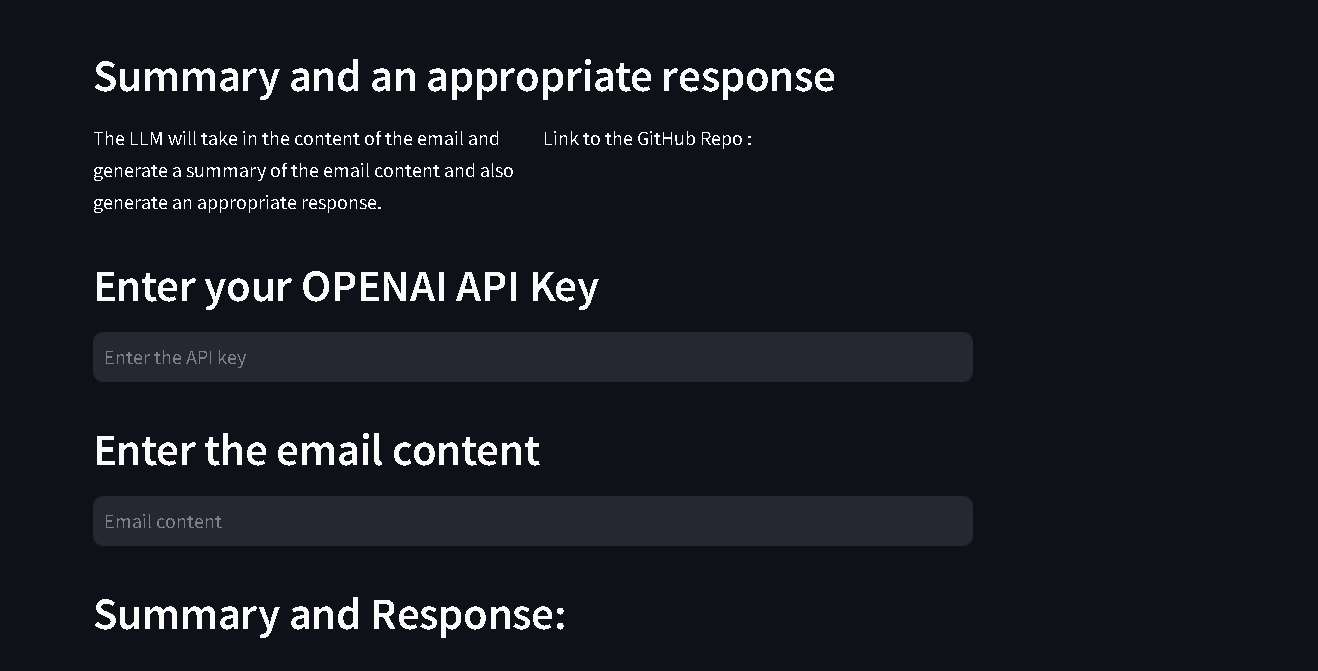 Summary and an appropriate response
The LLM will take in the content of the email and
generate a summary of the email content and also
generate an appropriate response.
Link to the GitHub Repo :
Enter your OPENAI API Key
Enter the API key
Enter the email content
Email content
Summary and Response: